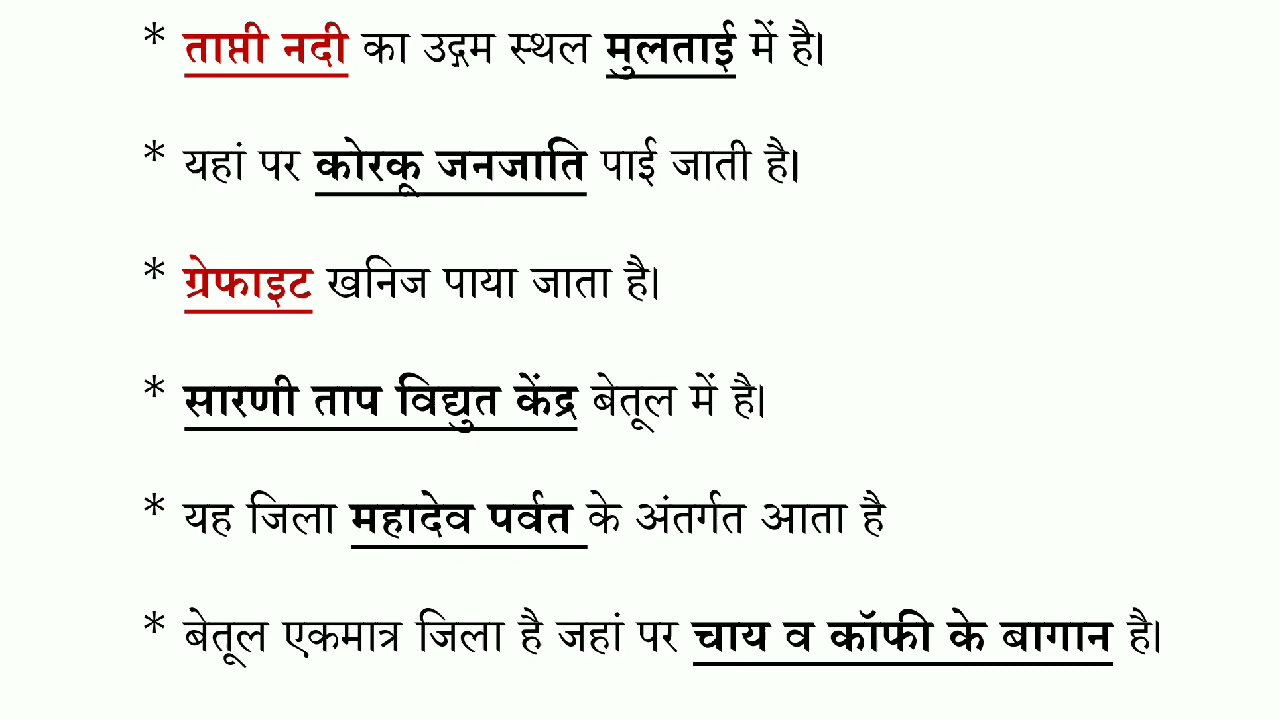 * ताप्ती नदी का उद्गम स्थल मुलताई में है।
* यहां पर कोरकू जनजाति पाई जाती है।
* ग्रेफाइट खनिज पाया जाता है।
* सारणी ताप विद्युत केंद्र बेतूल में है।
* यह जिला महादेव पर्वत के अंतर्गत आता है
* बेतूल एकमात्र जिला है जहां पर चाय व कॉफी के बागान है।